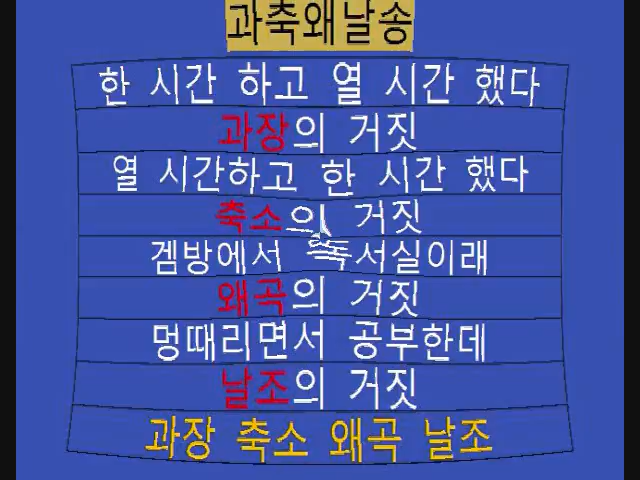 과축왜날송
한 시간 하고 열 시간 했다
과장의 거짓
열 시간하고 한 시간 했다
축소의 거짓
겜방에서 독서실이래
왜곡의 거짓
멍때리면서 공부한데
날조의 거짓
과장 축소 왜곡 날조